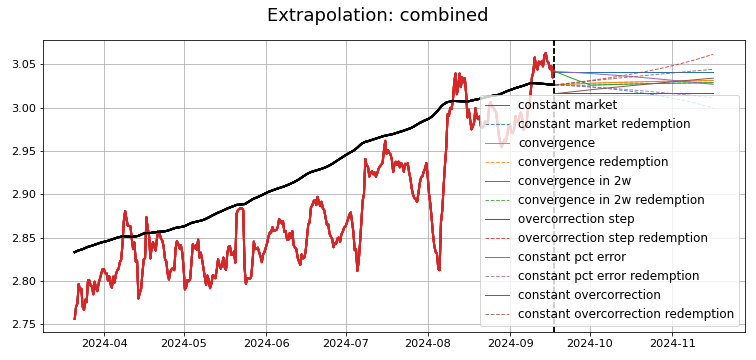 Extrapolation: combined
3.05
3.00
2.95
2.90
2.85
2.80
2.75
constant market
constant market redemption
convergence
convergence redemption
convergence in 2w
convergence in 2w redemption
overcorrection step
overcorrection step redemption
constant pct error
constant pct error redemption
constant overcorrection
constant overcorrection redemption
2024-04 2024-05 2024-06 2024-07 2024-08 2024-09 2024-10 2024-11